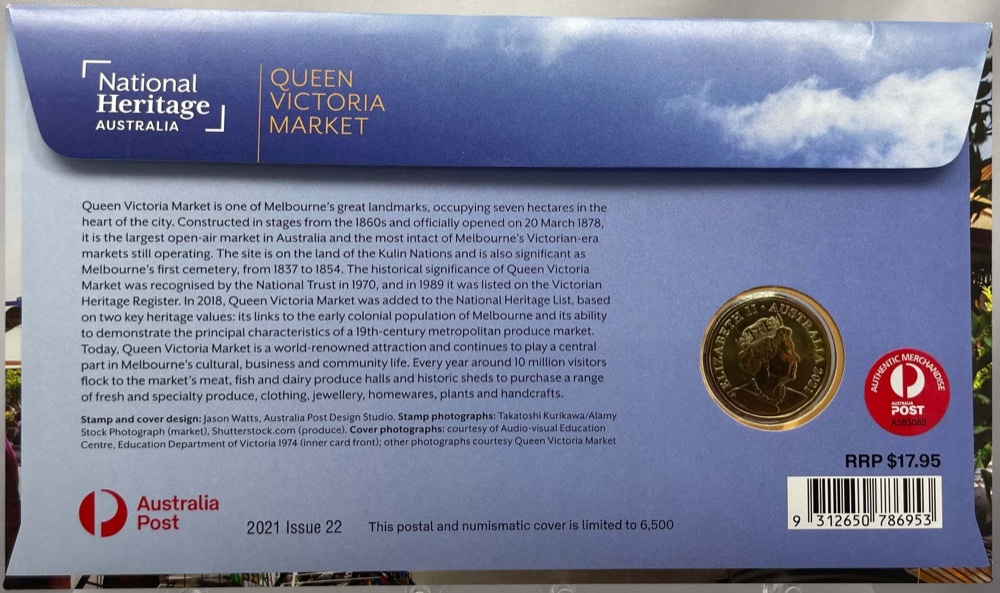 National
Heritage
AUSTRALIA
QUEEN
VICTORIA
MARKET
Queen Victoria Market is one of Melbourne's great landmarks, occupying seven hectares in the
heart of the city. Constructed in stages from the 1860s and officially opened on 20 March 1878,
it is the largest open-air market in Australia and the most intact of Melbourne's Victorian-era
markets still operating. The site is on the land of the Kulin Nations and is also significant as
Melbourne's first cemetery, from 1837 to 1854. The historical significance of Queen Victoria
Market was recognised by the National Trust in 1970, and in 1989 it was listed on the Victorian
Heritage Register. In 2018, Queen Victoria Market was added to the National Heritage List, based
on two key heritage values: its links to the early colonial population of Melbourne and its ability
to demonstrate the principal characteristics of a 19th-century metropolitan produce market.
Today, Queen Victoria Market is a world-renowned attraction and continues to play a central
part in Melbourne's cultural, business and community life. Every year around 10 million visitors
flock to the market's meat, fish and dairy produce halls and historic sheds to purchase a range
of fresh and specialty produce, clothing, jewellery, homewares, plants and handcrafts.
Stamp and cover design: Jason Watts, Australia Post Design Studio. Stamp photographs: Takatoshi Kurikawa/Alamy
Stock Photograph (market), Shutterstock.com (produce). Cover photographs: courtesy of Audio-visual Education
Centre, Education Department of Victoria 1974 (inner card front); other photographs courtesy Queen Victoria Market
ELIZABETH II • AUSTRALIA 2021
AUTHENTIC MERCHANDISE
AUSTRALIA
POST
A383065
RRP $17.95
9 312650 786953
Australia
Post
2021 Issue 22
This postal and numismatic cover is limited to 6,500